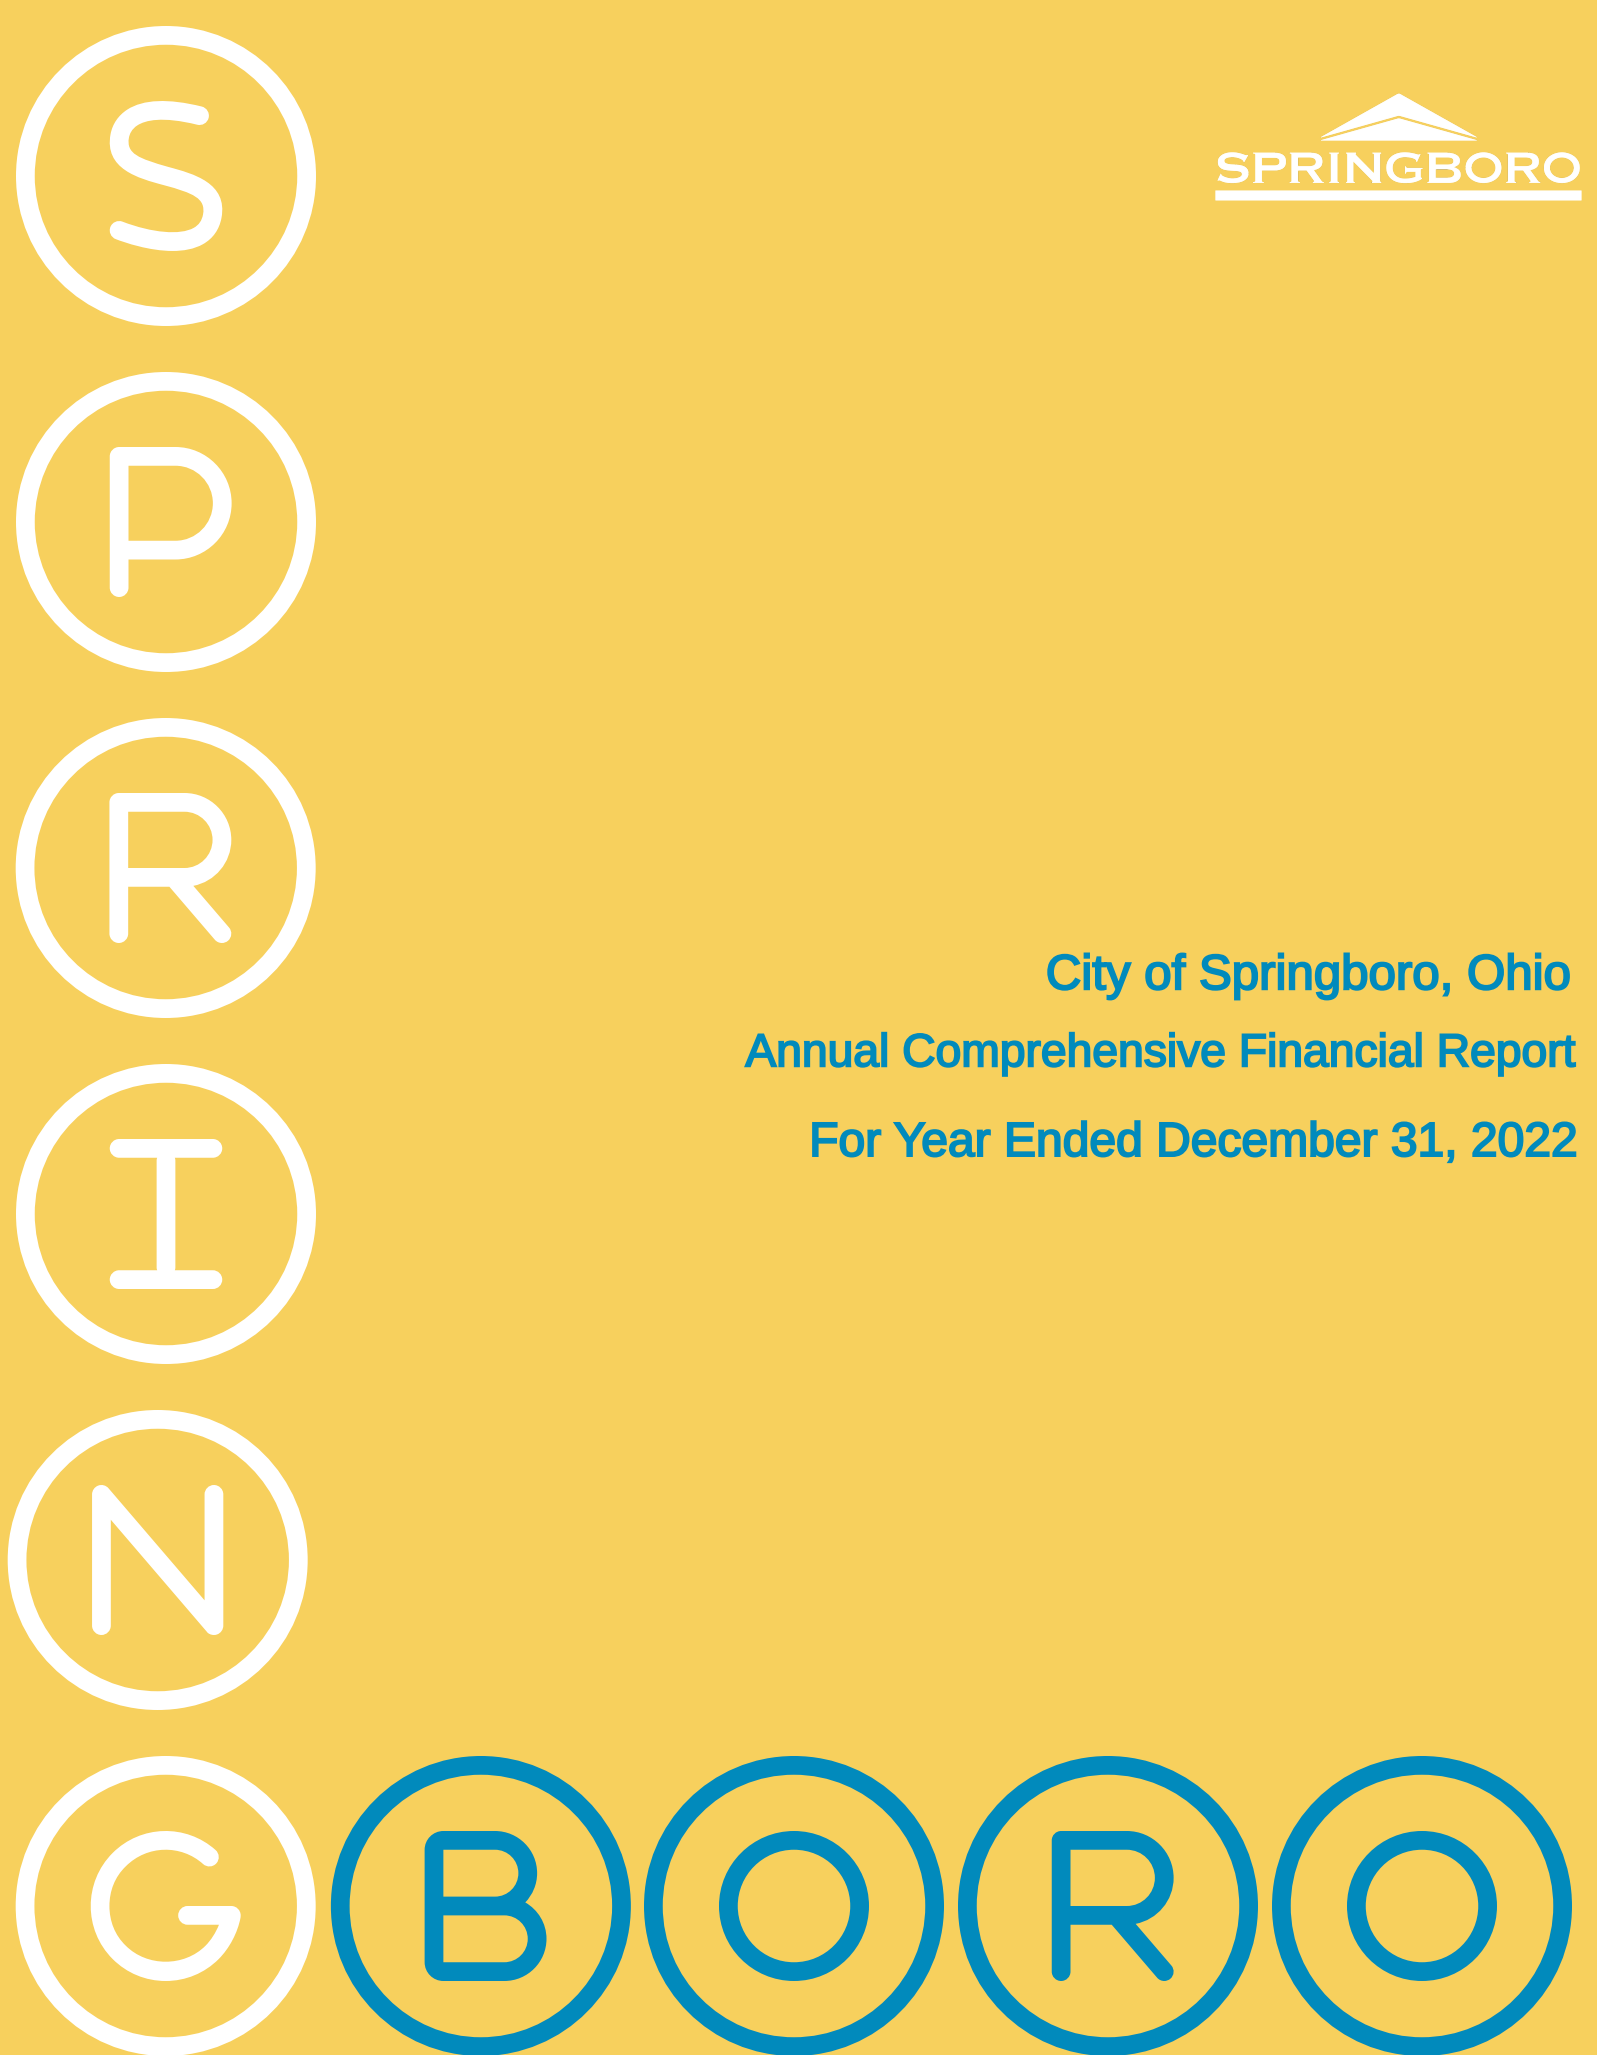 SPRINGBORO
City of Springboro, Ohio
Annual Comprehensive Financial Report
For Year Ended December 31, 2022
S
P
R
I
N
G B O R O